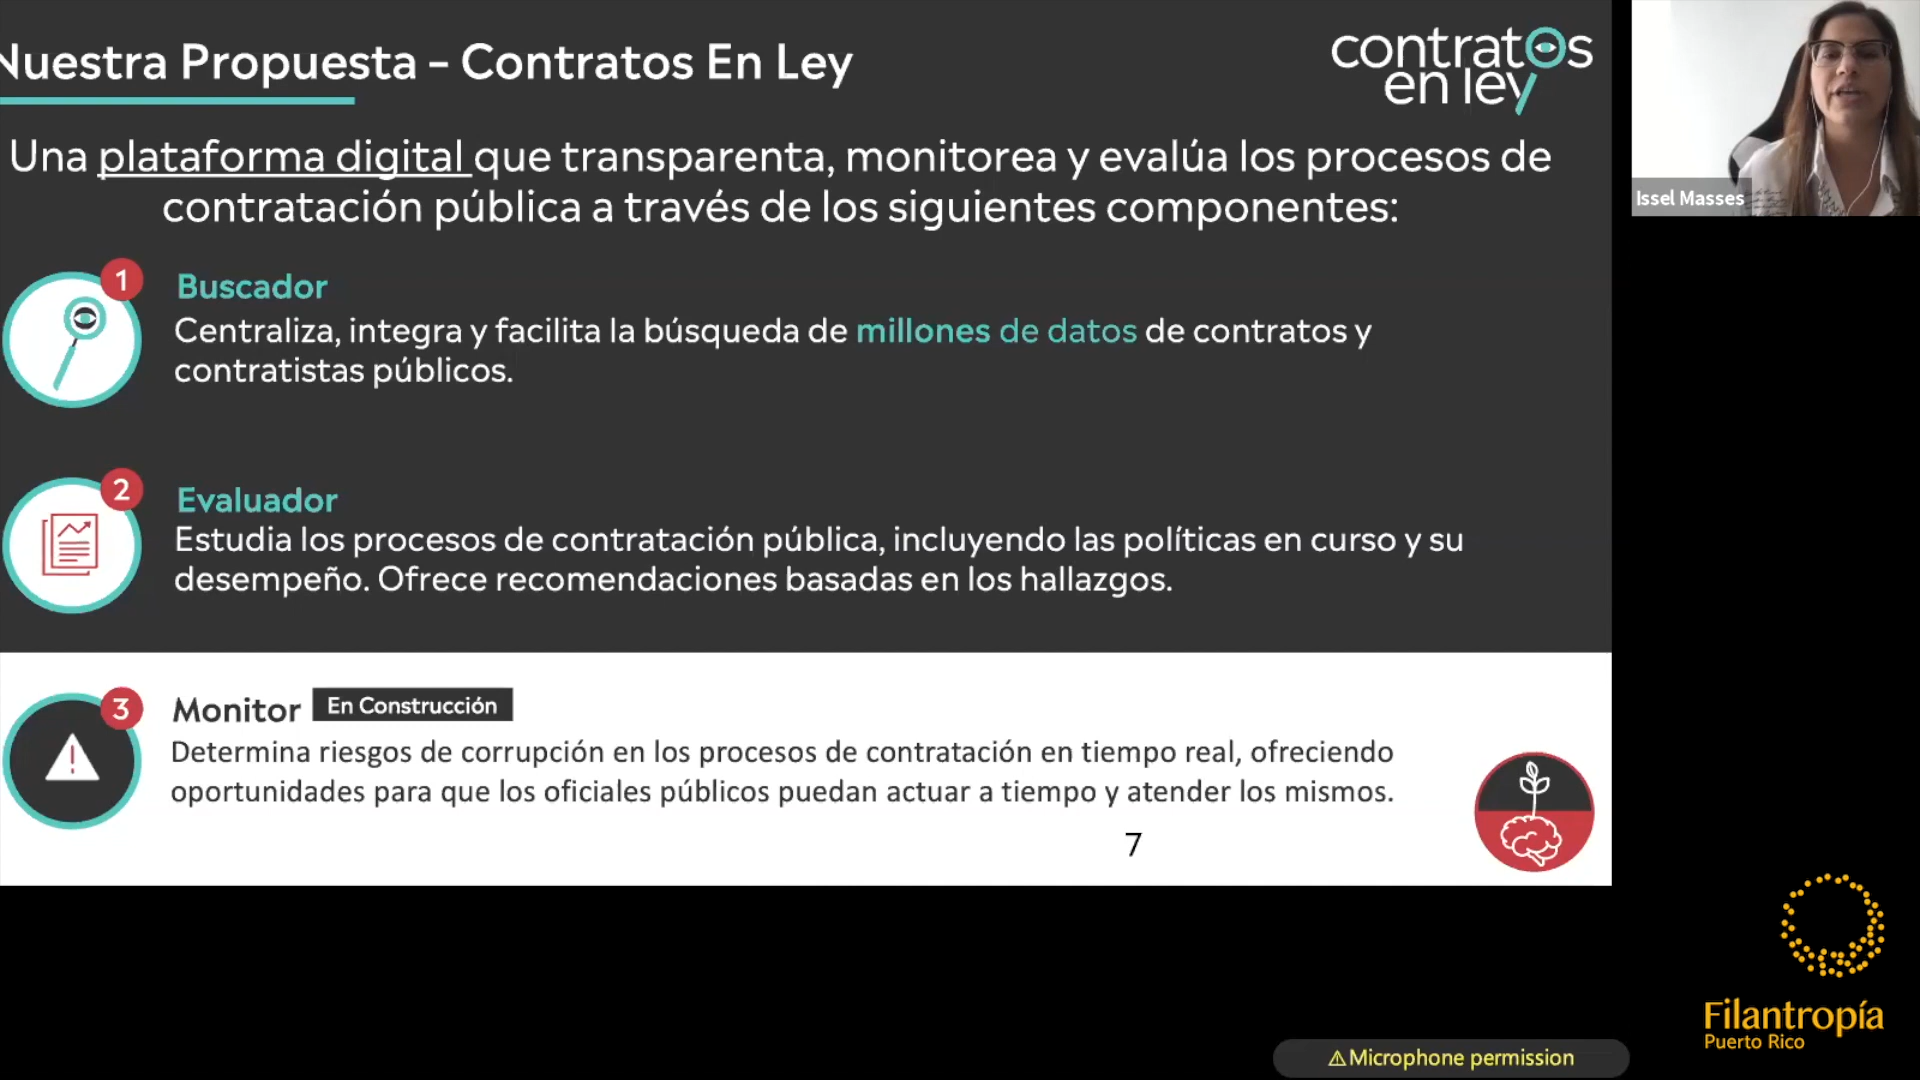 Nuestra Propuesta – Contratos En Ley
contratos
en ley
Una plataforma digital que transparenta, monitorea y evalúa los procesos de
contratación pública a través de los siguientes componentes:
1
Buscador
Centraliza, integra y facilita la búsqueda de millones de datos de contratos y
contratistas públicos.
2
Evaluador
Estudia los procesos de contratación pública, incluyendo las políticas en curso y su
desempeño. Ofrece recomendaciones basadas en los hallazgos.
3
Monitor En Construcción
Determina riesgos de corrupción en los procesos de contratación en tiempo real, ofreciendo
oportunidades para que los oficiales públicos puedan actuar a tiempo y atender los mismos.
7
Issel Masses
Filantropía
Puerto Rico
⚠Microphone permission